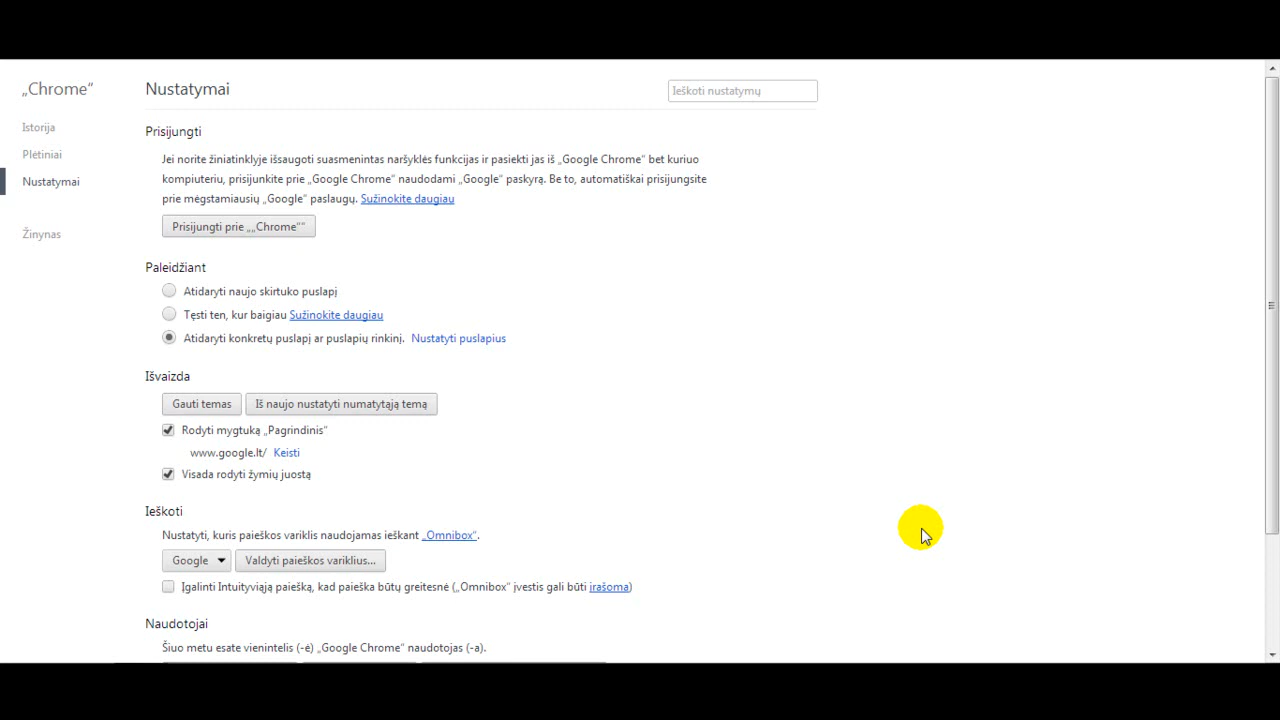 „Chrome“
Istorija
Plėtiniai
Nustatymai
Žinynas
Nustatymai
Ieškoti nustatymų
Prisijungti
Jei norite žiniatinklyje išsaugoti suasmenintas naršyklės funkcijas ir pasiekti jas iš „Google Chrome“ bet kuriuo
kompiuteriu, prisijunkite prie „Google Chrome“ naudodami „Google“ paskyrą. Be to, automatiškai prisijungsite
prie mėgstamiausių „Google“ paslaugų. Sužinokite daugiau
Prisijungti prie „„Chrome““
Paleidžiant
Atidaryti naujo skirtuko puslapį
Tęsti ten, kur baigiau Sužinokite daugiau
Atidaryti konkretų puslapį ar puslapių rinkinį. Nustatyti puslapius
Išvaizda
Gauti temas
Iš naujo nustatyti numatytąją temą
Rodyti mygtuką „Pagrindinis“
www.google.lt/ Keisti
Visada rodyti žymių juostą
Ieškoti
Nustatyti, kuris paieškos variklis naudojamas ieškant „Omnibox“.
Google
Valdyti paieškos variklius...
Įgalinti Intuityviąją paiešką, kad paieška būtų greitesnė („Omnibox“ įvestis gali būti įrašoma)
Naudotojai
Šiuo metu esate vienintelis (-ė) „Google Chrome“ naudotojas (-a).